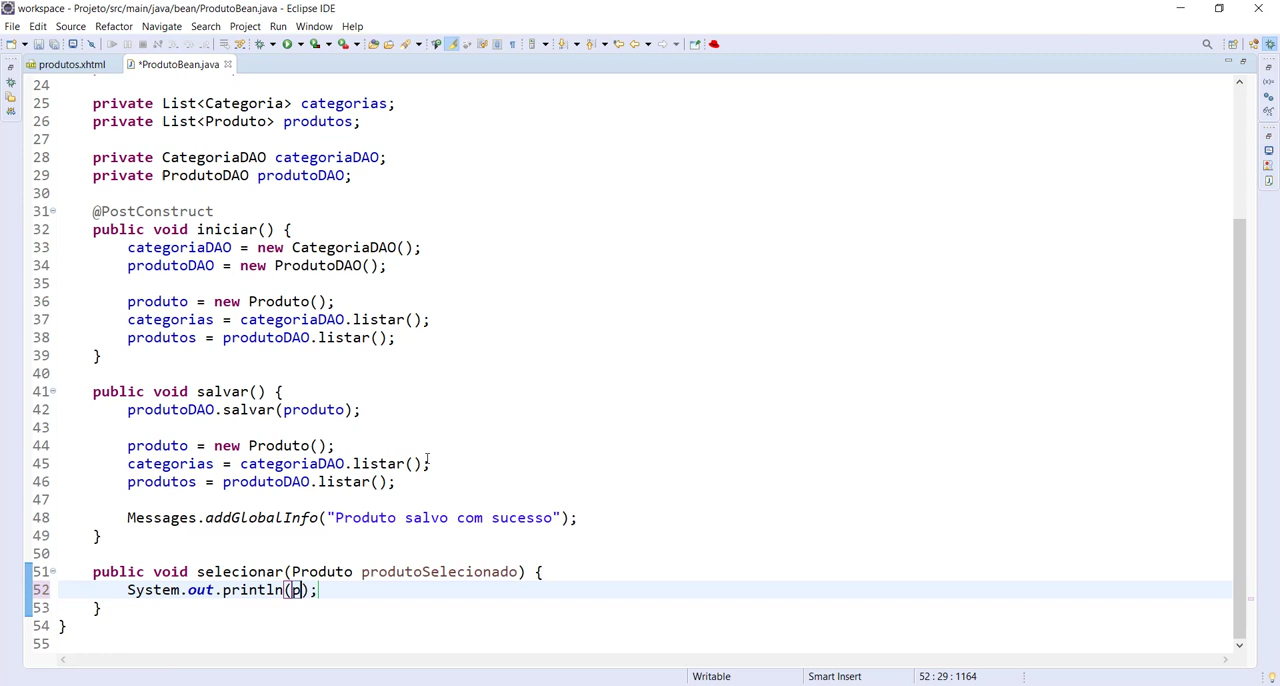 workspace - Projeto/src/main/java/bean/ProdutoBean.java - Eclipse IDE
File Edit Source Refactor Navigate Search Project Run Window Help
produtos.xhtml *ProdutoBean.java
24
25 private List<Categoria> categorias;
26 private List<Produto> produtos;
27
28 private CategoriaDAO categoriaDAO;
29 private ProdutoDAO produtoDAO;
30
31 @PostConstruct
32 public void iniciar() {
33 categoriaDAO = new CategoriaDAO();
34 produtoDAO = new ProdutoDAO();
35
36 produto = new Produto();
37 categorias = categoriaDAO.listar();
38 produtos = produtoDAO.listar();
39 }
40
41 public void salvar() {
42 produtoDAO.salvar(produto);
43
44 produto = new Produto();
45 categorias = categoriaDAO.listar();
46 produtos = produtoDAO.listar();
47
48 Messages.addGlobalInfo("Produto salvo com sucesso");
49 }
50
51 public void selecionar(Produto produtoSelecionado) {
52 System.out.println(p);
53 }
54 }
55
Writable Smart Insert 52 : 29 : 1164